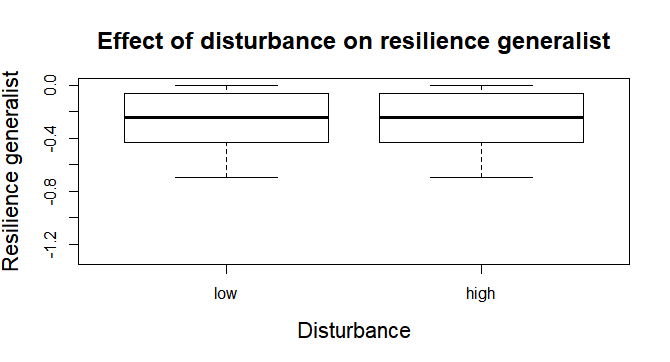 Effect of disturbance on resilience generalist
Resilience generalist
0.0
-0.4
-0.8
-1.2
low high
Disturbance